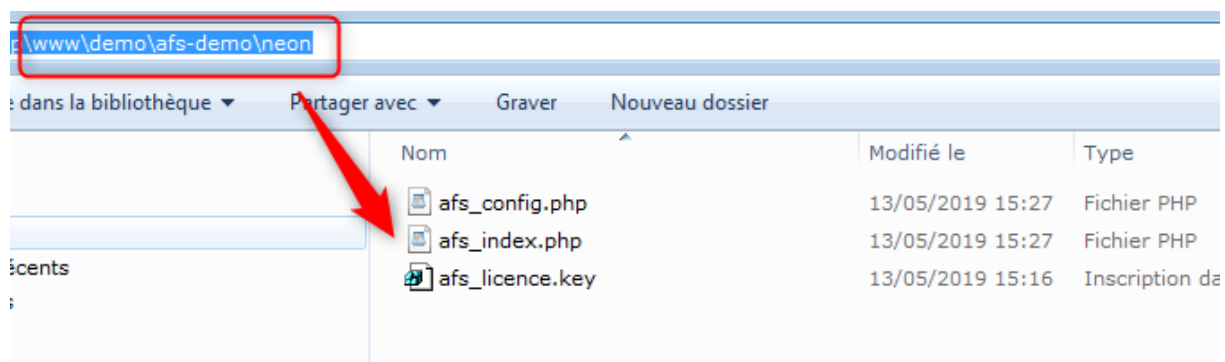 \www\demo\afs-demo\neon
dans la bibliothèque Partager avec Graver Nouveau dossier
Nom Modifié le Type
afs_config.php 13/05/2019 15:27 Fichier PHP
afs_index.php 13/05/2019 15:27 Fichier PHP
écents
afs_licence.key 13/05/2019 15:16 Inscription da